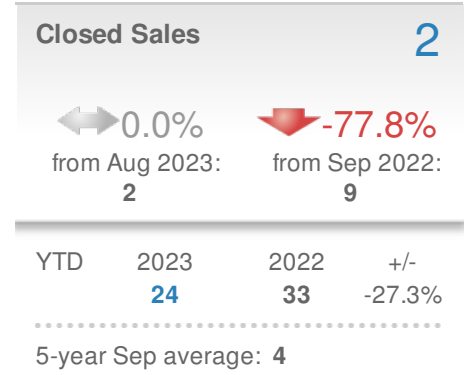 Closed Sales 2
0.0% -77.8%
from Aug 2023: from Sep 2022:
2 9
YTD 2023 2022 +/-
24 33 -27.3%
5-year Sep average: 4